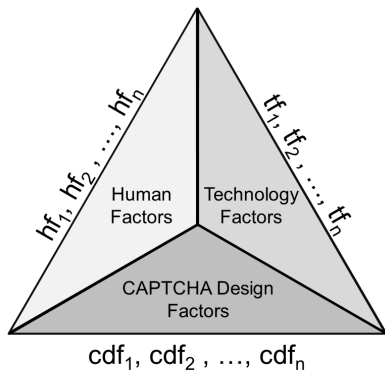 hf₁, hf₂ , ..., hfₙ
tf₁, tf₂ , ..., tfₙ
Human
Factors
Technology
Factors
CAPTCHA Design
Factors
cdf₁, cdf₂ , ..., cdfₙ